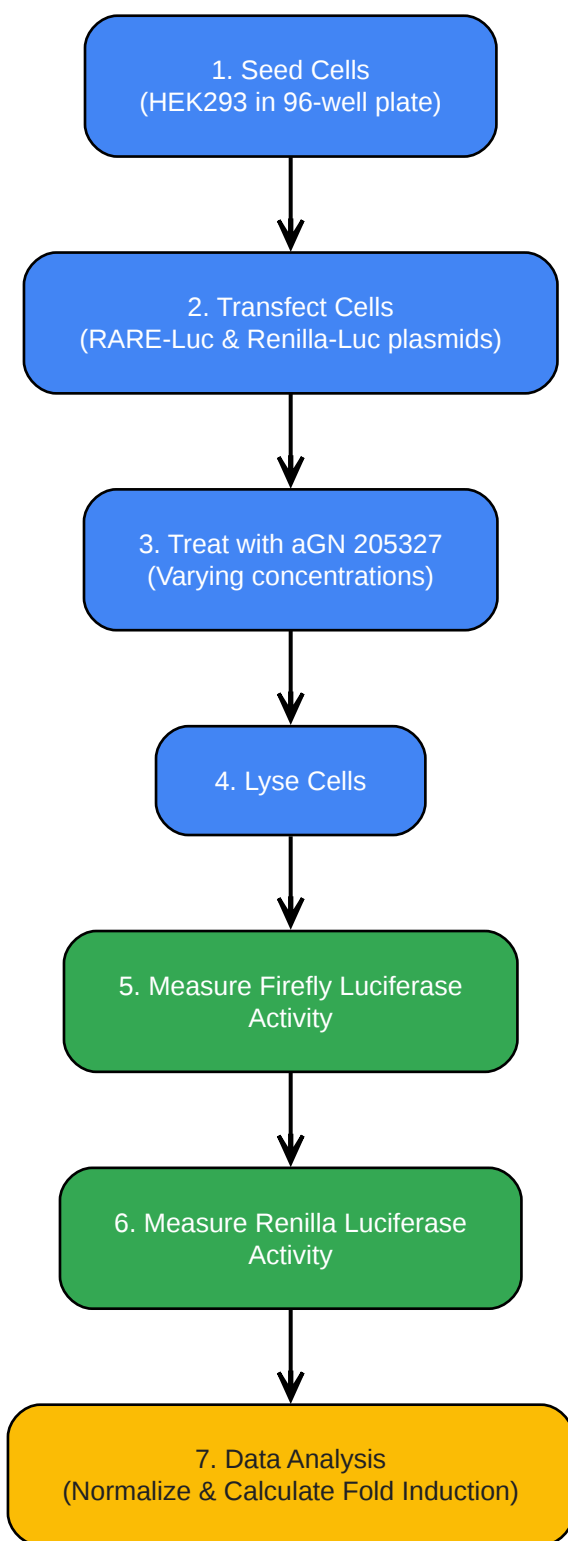 1. Seed Cells
(HEK293 in 96-well plate)
2. Transfect Cells
(RARE-Luc & Renilla-Luc plasmids)
3. Treat with aGN 205327
(Varying concentrations)
4. Lyse Cells
5. Measure Firefly Luciferase
Activity
6. Measure Renilla Luciferase
Activity
7. Data Analysis
(Normalize & Calculate Fold Induction)